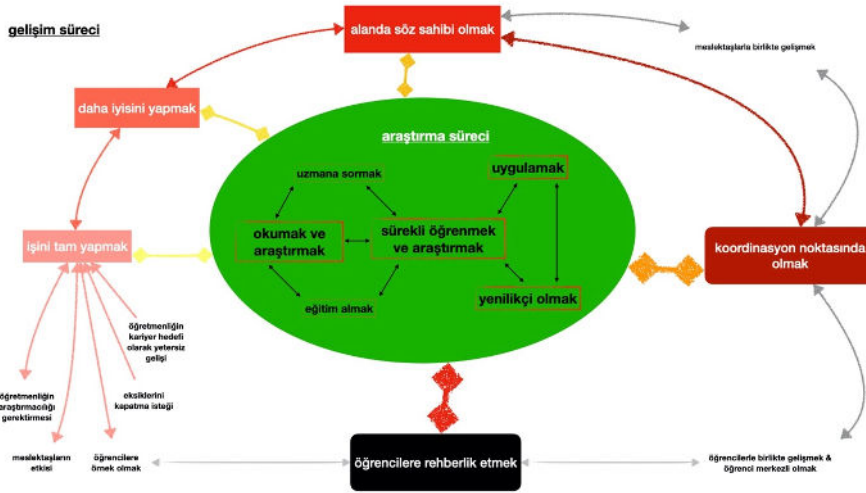 gelişim süreci
alanda söz sahibi olmak
meslektaşlarla birlikte gelişmek
daha iyisini yapmak
araştırma süreci
uzmana sormak
uygulamak
okumak ve
araştırmak
sürekli öğrenmek
ve araştırmak
işini tam yapmak
koordinasyon noktasında
olmak
eğitim almak
yenilikçi olmak
öğretmenliğin
kariyer hedefi
olarak yetersiz
gelişi
öğretmenliğin
araştırmacılığı
gerektirmesi
eksiklerini
kapatma isteği
meslektaşların
etkisi
öğrencilere
örnek olmak
öğrencilere rehberlik etmek
öğrencilerle birlikte gelişmek &
öğrenci merkezli olmak